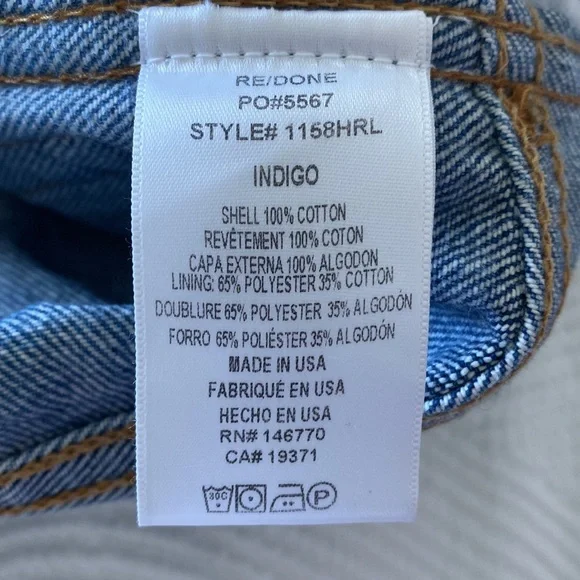 RE/DONE
PO#5567
STYLE# 1158HRL
INDIGO
SHELL 100% COTTON
REVÊTEMENT 100% COTON
CAPA EXTERNA 100% ALGODON
LINING: 65% POLYESTER 35% COTTON
DOUBLURE 65% POLYESTER 35% ALGODÓN
FORRO 65% POLIÉSTER 35% ALGODÓN
MADE IN USA
FABRIQUÉ EN USA
HECHO EN USA
RN# 146770
CA# 19371
30C P